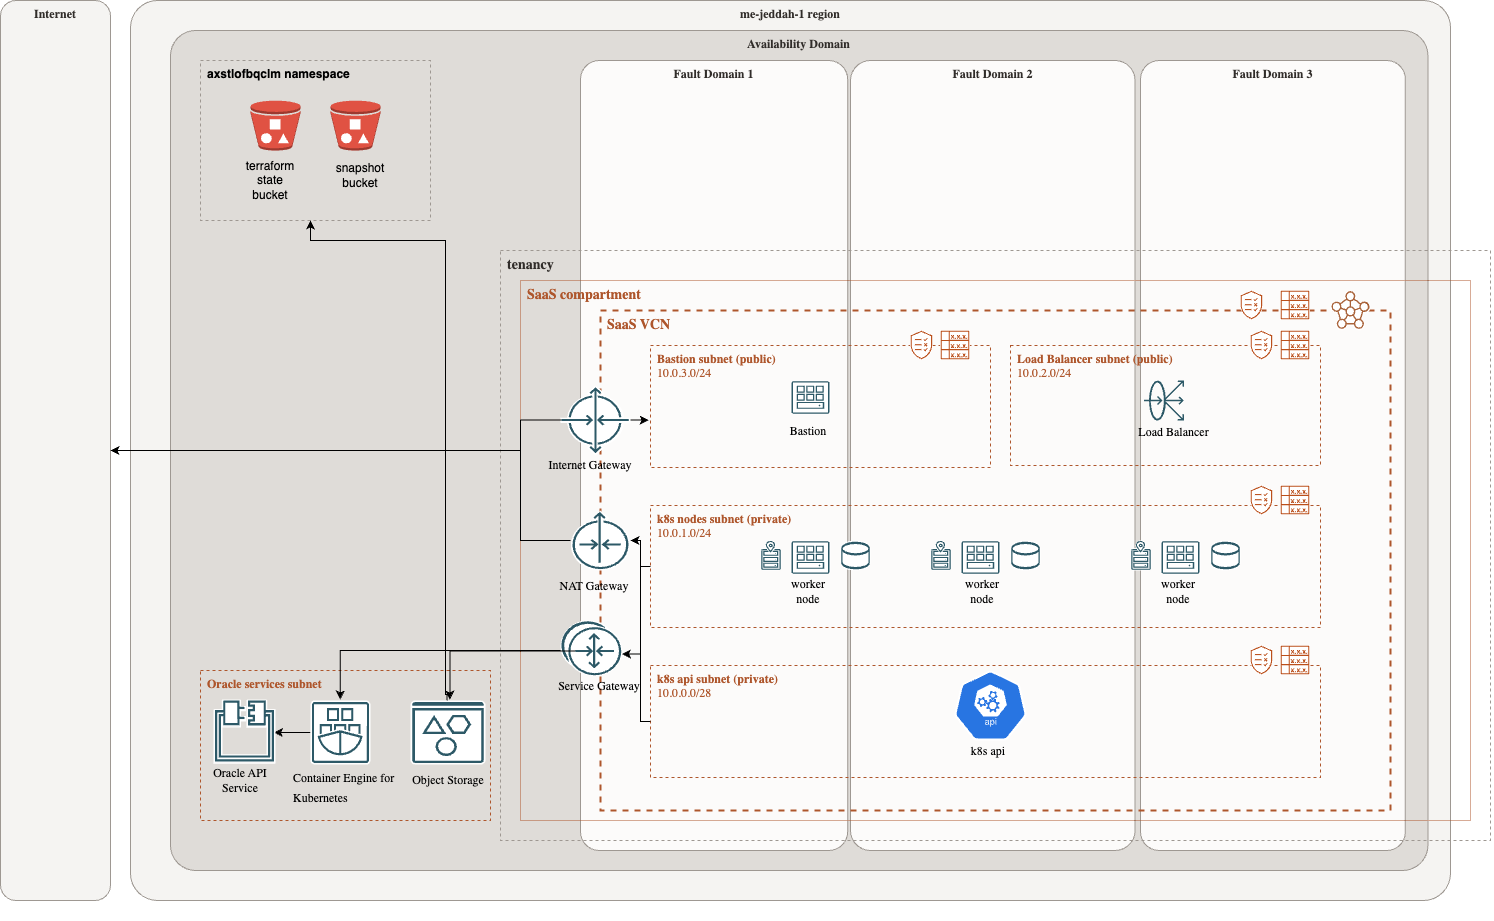 Internet
me-jeddah-1 region
Availability Domain
axstlofbqclm namespace
terraform
state
bucket
snapshot
bucket
Fault Domain 1
Fault Domain 2
Fault Domain 3
tenancy
SaaS compartment
SaaS VCN
Bastion subnet (public)
10.0.3.0/24
Bastion
Load Balancer subnet (public)
10.0.2.0/24
Load Balancer
Internet Gateway
k8s nodes subnet (private)
10.0.1.0/24
worker
node
worker
node
worker
node
NAT Gateway
Service Gateway
k8s api subnet (private)
10.0.0.0/28
api
k8s api
Oracle services subnet
Oracle API
Service
Container Engine for
Kubernetes
Object Storage